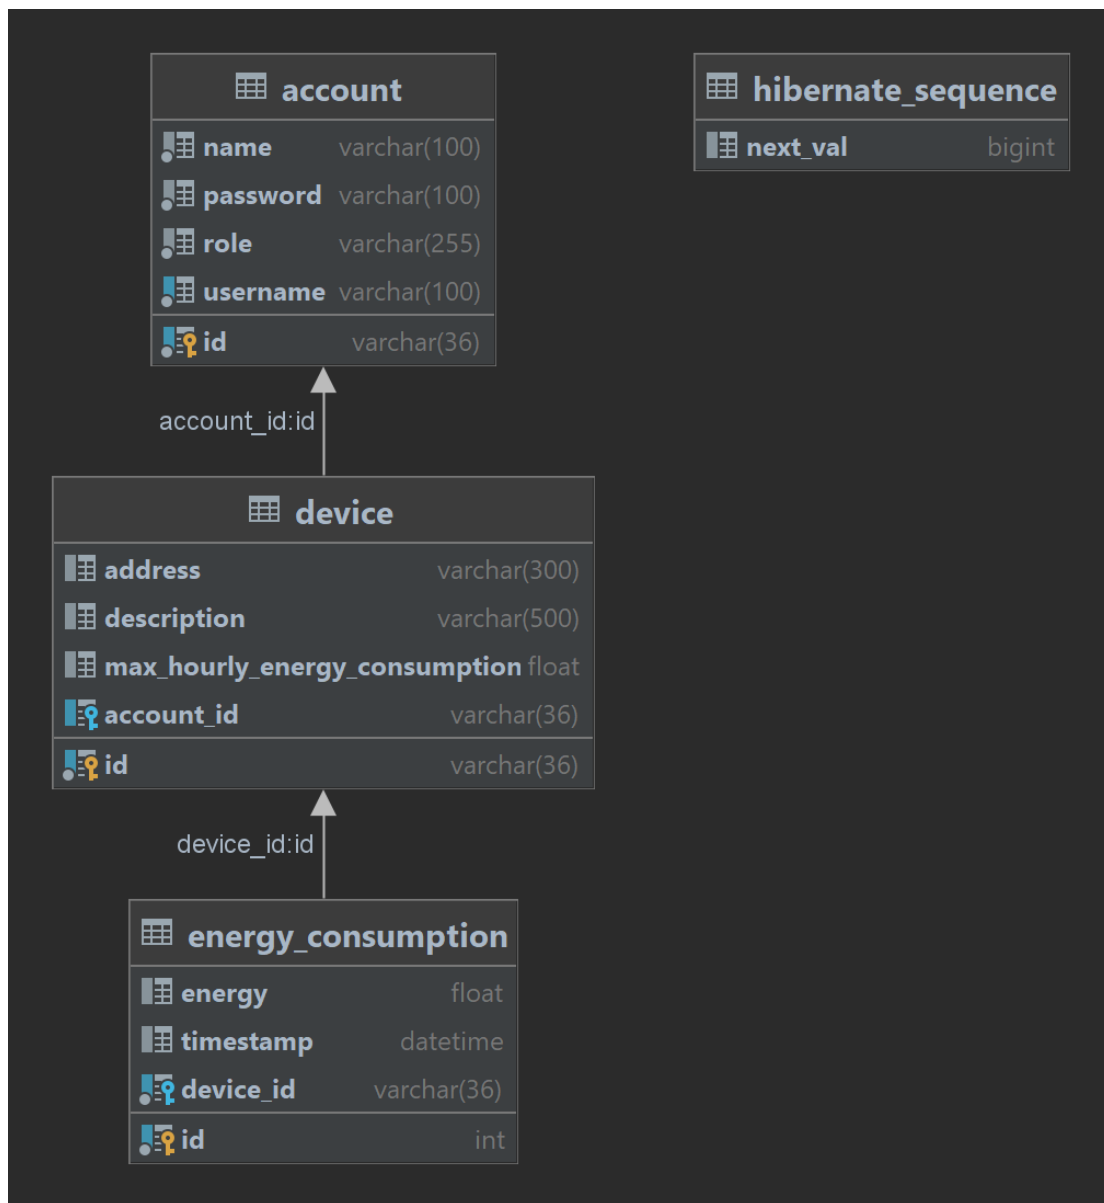 account
name varchar(100)
password varchar(100)
role varchar(255)
username varchar(100)
id varchar(36)
hibernate_sequence
next_val bigint
account_id:id
device
address varchar(300)
description varchar(500)
max_hourly_energy_consumption float
account_id varchar(36)
id varchar(36)
device_id:id
energy_consumption
energy float
timestamp datetime
device_id varchar(36)
id int